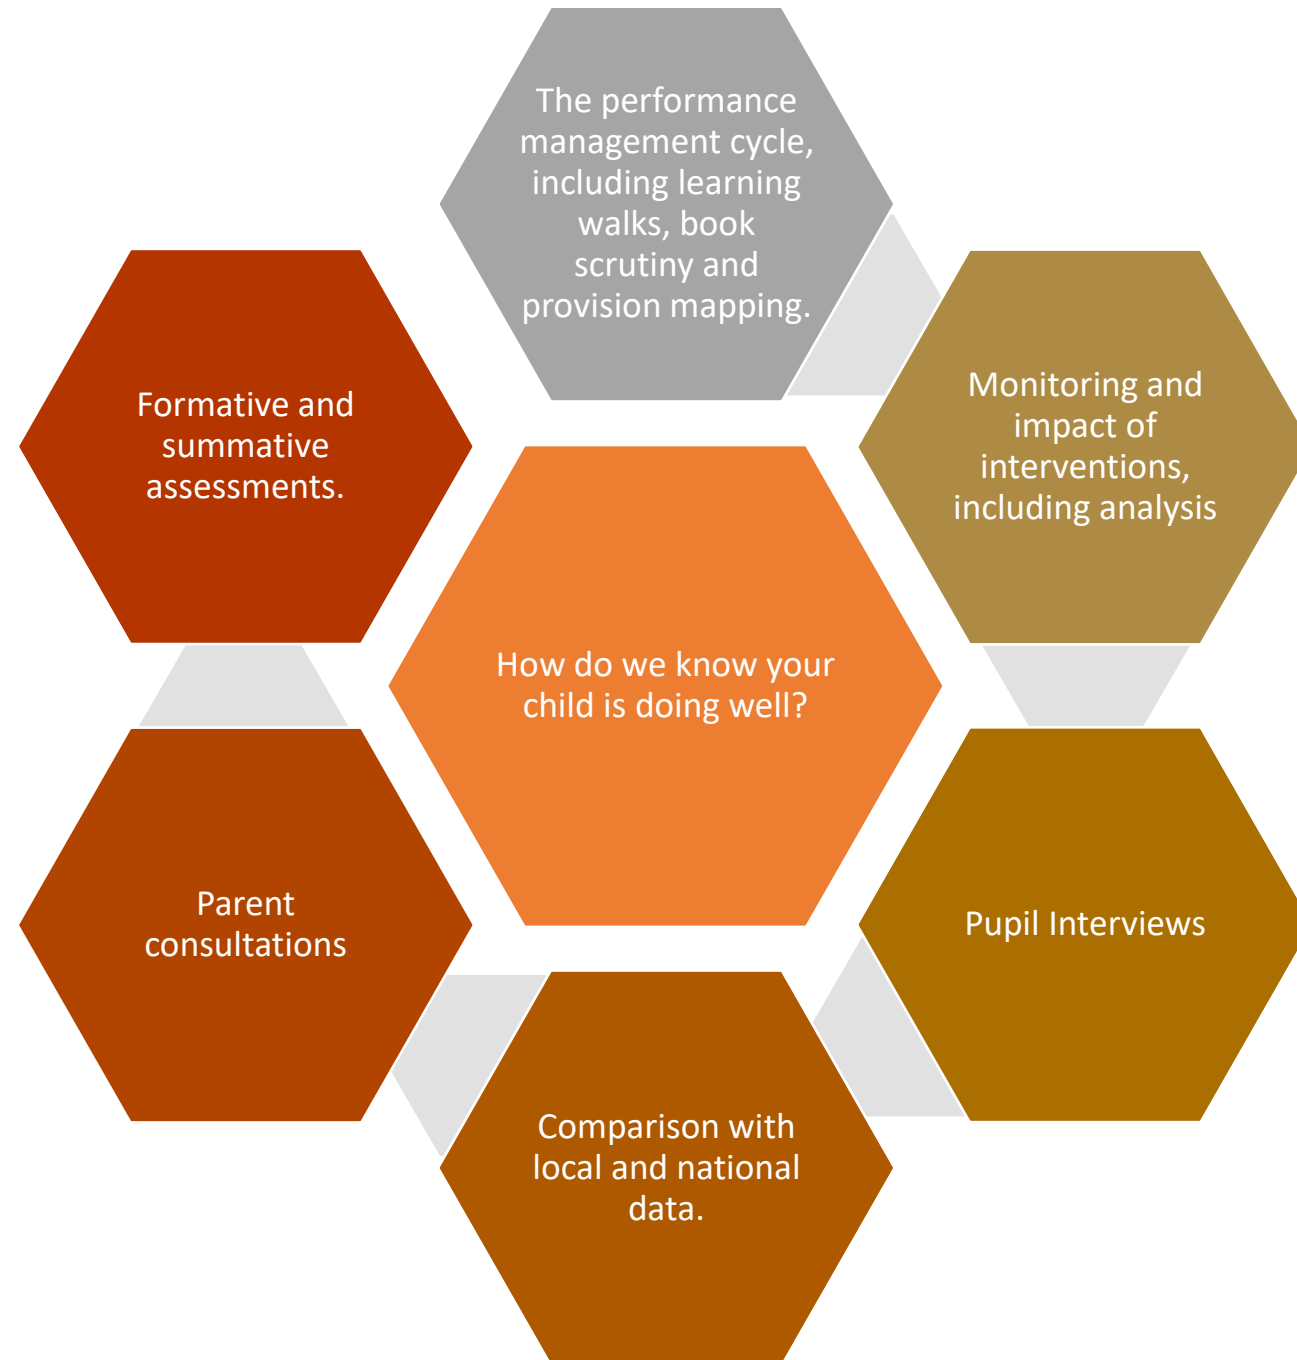 The performance
management cycle,
including learning
walks, book
scrutiny and
provision mapping.
Monitoring and
impact of
interventions,
including analysis
Pupil Interviews
Comparison with
local and national
data.
Parent
consultations
Formative and
summative
assessments.
How do we know your
child is doing well?